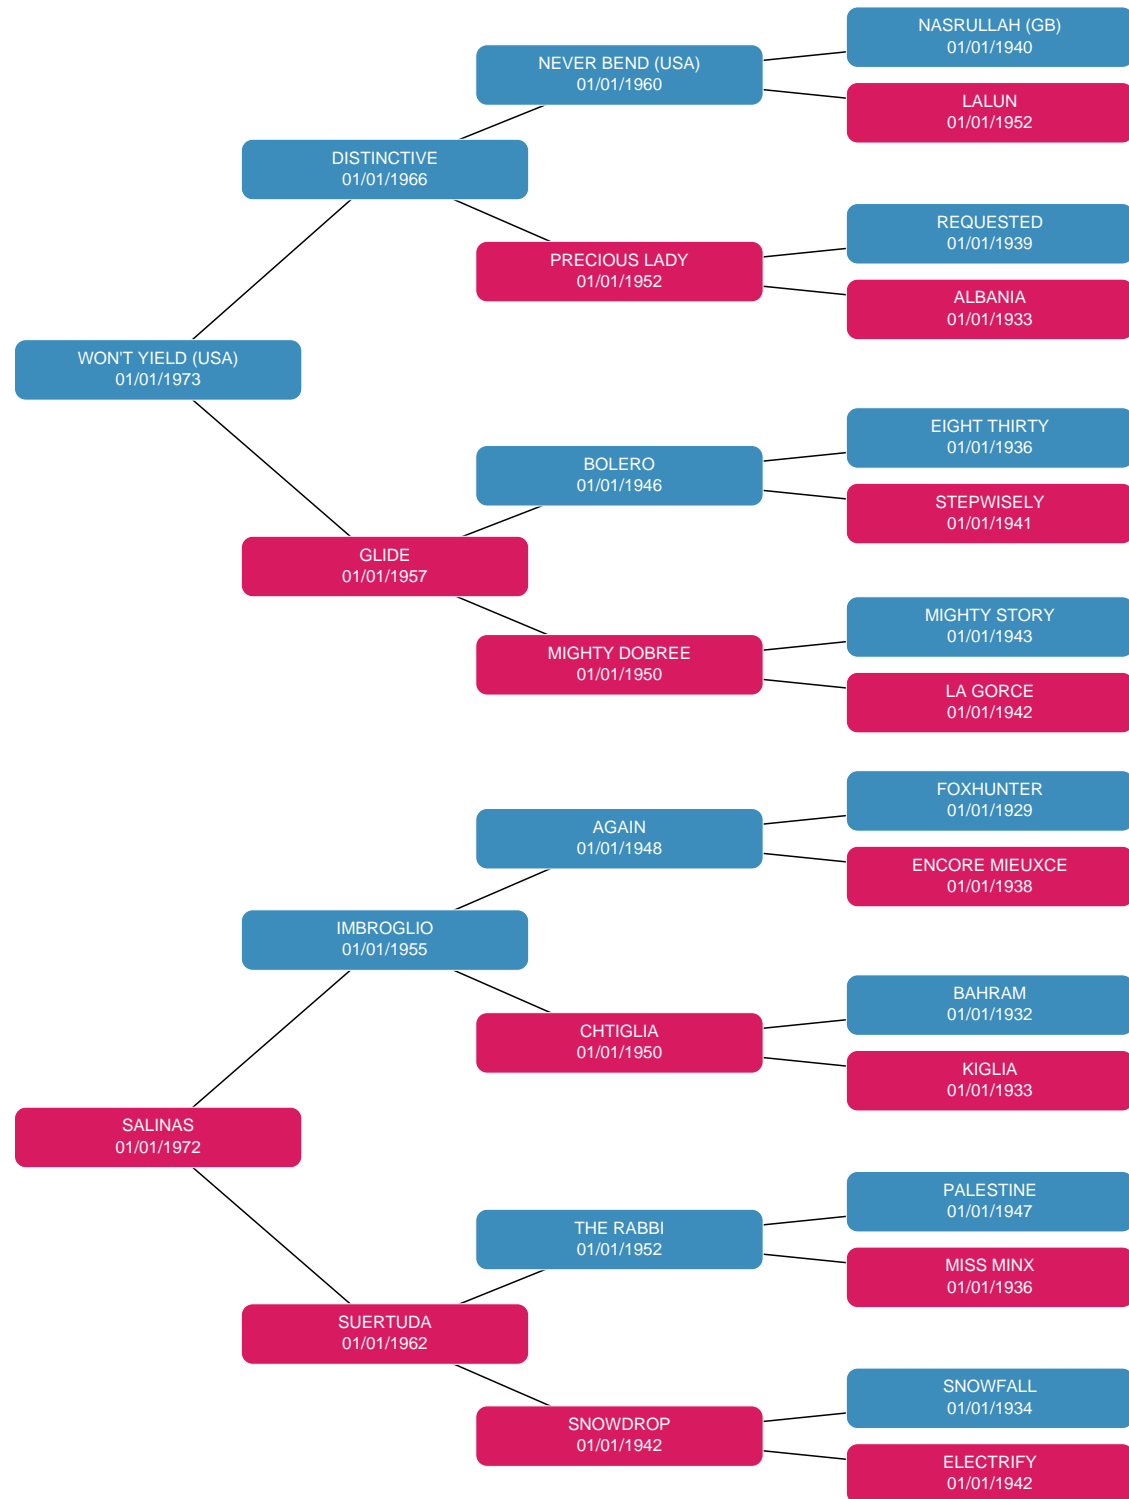 NASRULLAH (GB)
01/01/1940
NEVER BEND (USA)
01/01/1960
LALUN
01/01/1952
DISTINCTIVE
01/01/1966
REQUESTED
01/01/1939
PRECIOUS LADY
01/01/1952
ALBANIA
01/01/1933
WON'T YIELD (USA)
01/01/1973
EIGHT THIRTY
01/01/1936
BOLERO
01/01/1946
STEPWISELY
01/01/1941
GLIDE
01/01/1957
MIGHTY STORY
01/01/1943
MIGHTY DOBREE
01/01/1950
LA GORCE
01/01/1942
FOXHUNTER
01/01/1929
AGAIN
01/01/1948
ENCORE MIEUXCE
01/01/1938
IMBROGLIO
01/01/1955
BAHRAM
01/01/1932
CHTIGLIA
01/01/1950
KIGLIA
01/01/1933
SALINAS
01/01/1972
PALESTINE
01/01/1947
THE RABBI
01/01/1952
MISS MINX
01/01/1936
SUERTUDA
01/01/1962
SNOWFALL
01/01/1934
SNOWDROP
01/01/1942
ELECTRIFY
01/01/1942